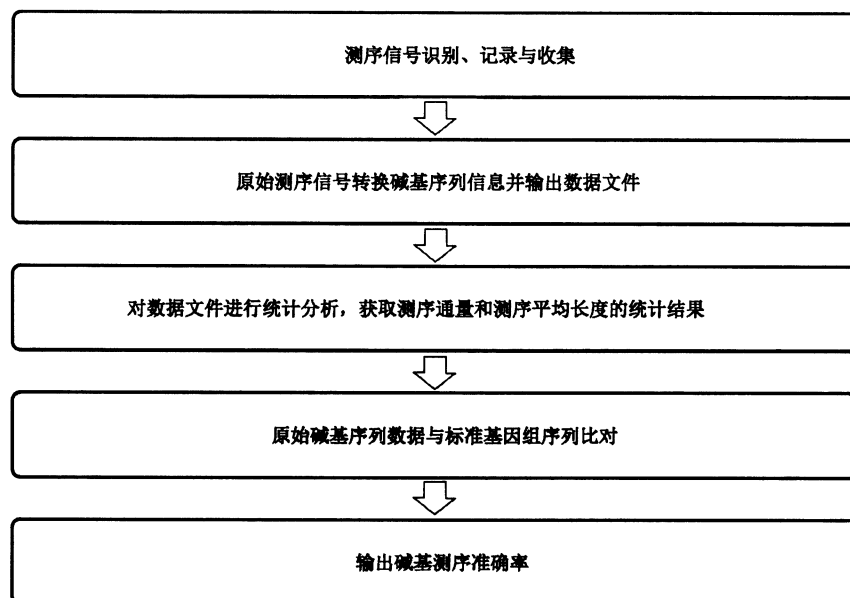 测序信号识别、记录与收集
原始测序信号转换碱基序列信息并输出数据文件
对数据文件进行统计分析，获取测序通量和测序平均长度的统计结果
原始碱基序列数据与标准基因组序列比对
输出碱基测序准确率